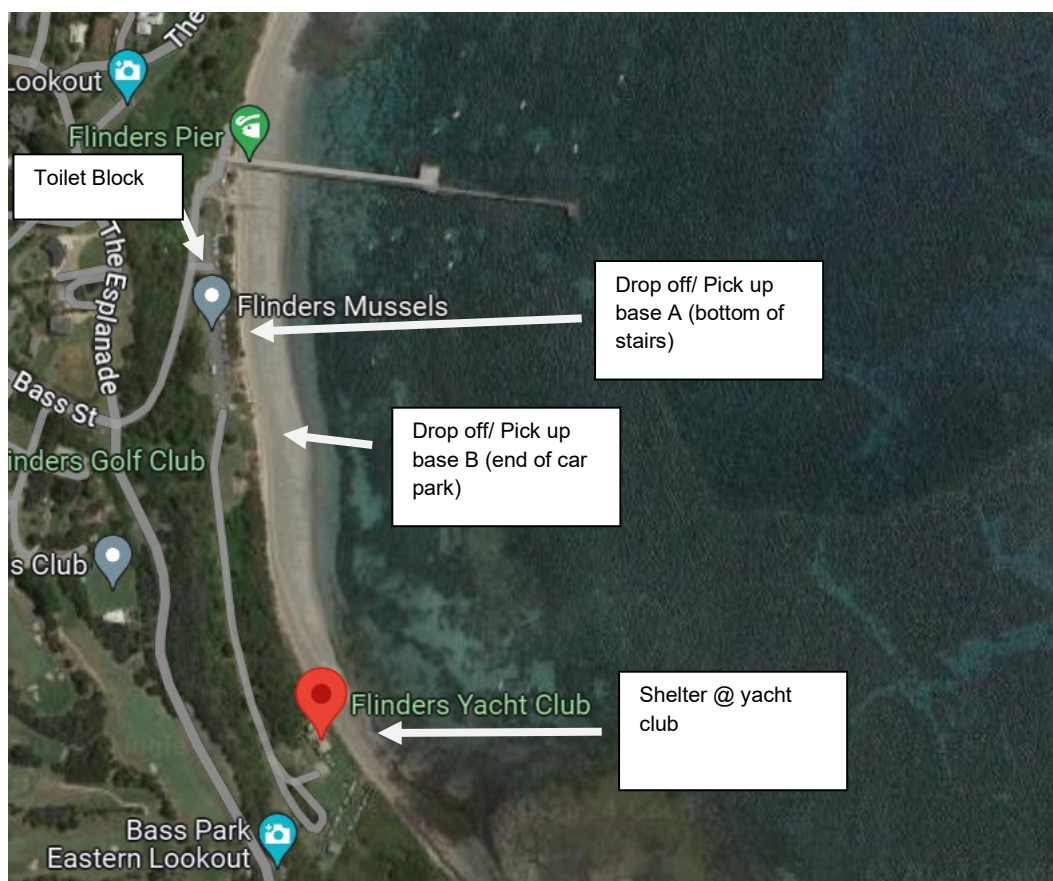 The
Lookout
Flinders Pier
Toilet Block
The Esplanade
Flinders Mussels
Drop off/ Pick up
base A (bottom of
stairs)
Bass St
Drop off/ Pick up
base B (end of car
park)
inders Golf Club
s Club
Flinders Yacht Club
Shelter @ yacht
club
Bass Park
Eastern Lookout